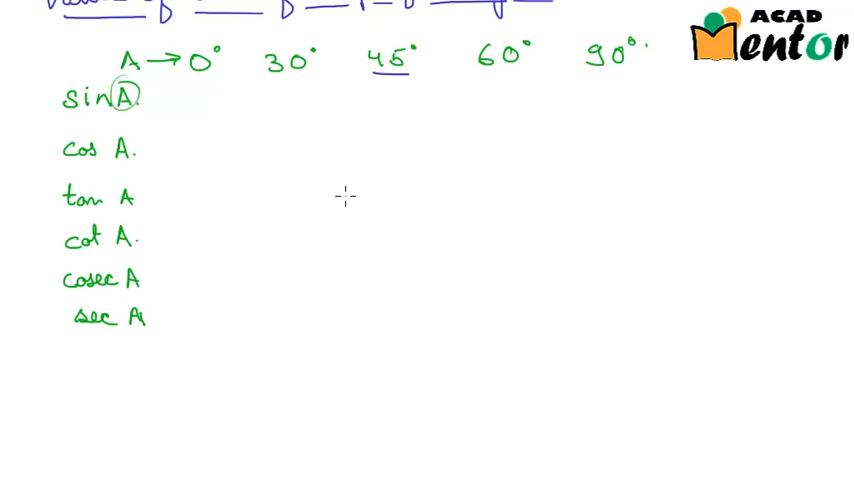 ACAD
Mentor
A → 0° 30° 45° 60° 90°.
sin A.
cos A.
tan A
cot A.
cosec A
sec A